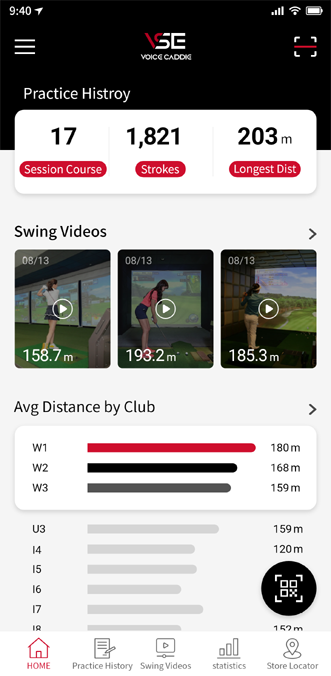 9:40
VSE
VOICE CADDIE
Practice Histroy
17 1,821 203 m
Session Course Strokes Longest Dist
Swing Videos
08/13 08/13 08/13
158.7 m 193.2 m 185.3 m
Avg Distance by Club
W1 180 m
W2 168 m
W3 159 m
U3 159 m
I4 120 m
I5
I6
I7
I8 152 m
HOME Practice History Swing Videos statistics Store Locator